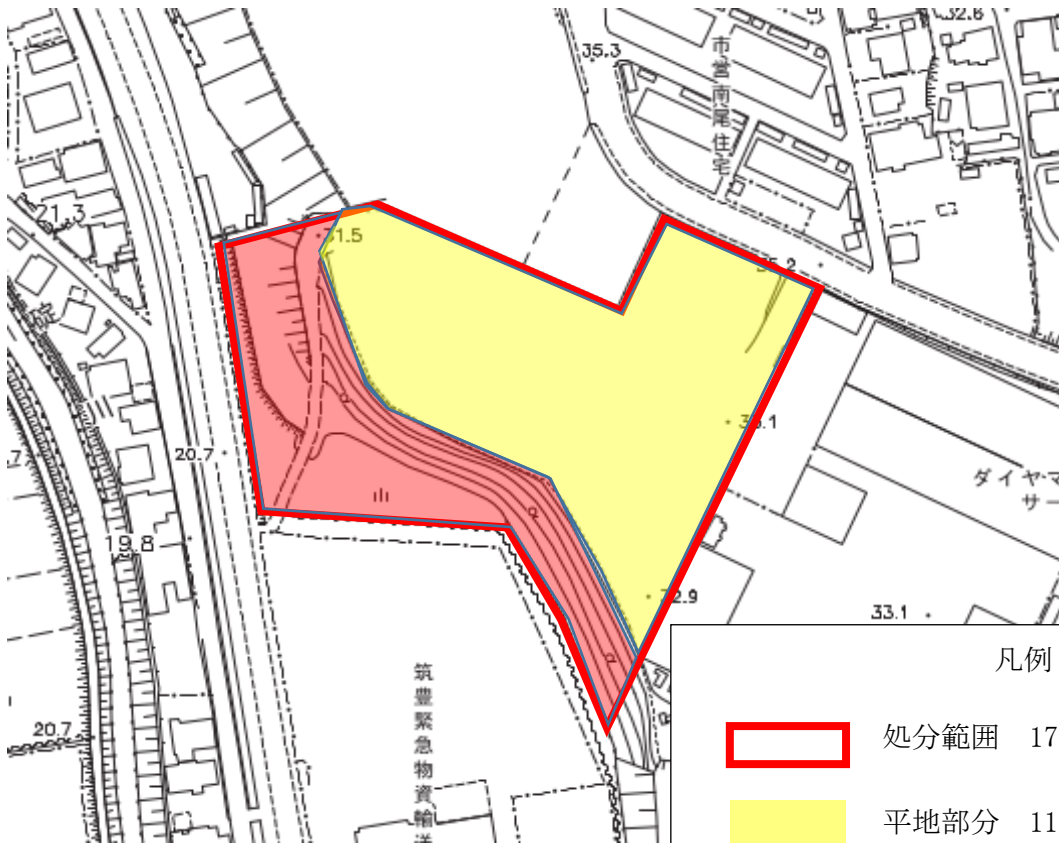 32.6
35.3
市営南尾住宅
21.3
31.5
35.2
33.1
20.7
ダイヤマ
サー
19.8
32.9
33.1
筑豊緊急物資輸送
凡例
20.7
処分範囲 17
平地部分 11